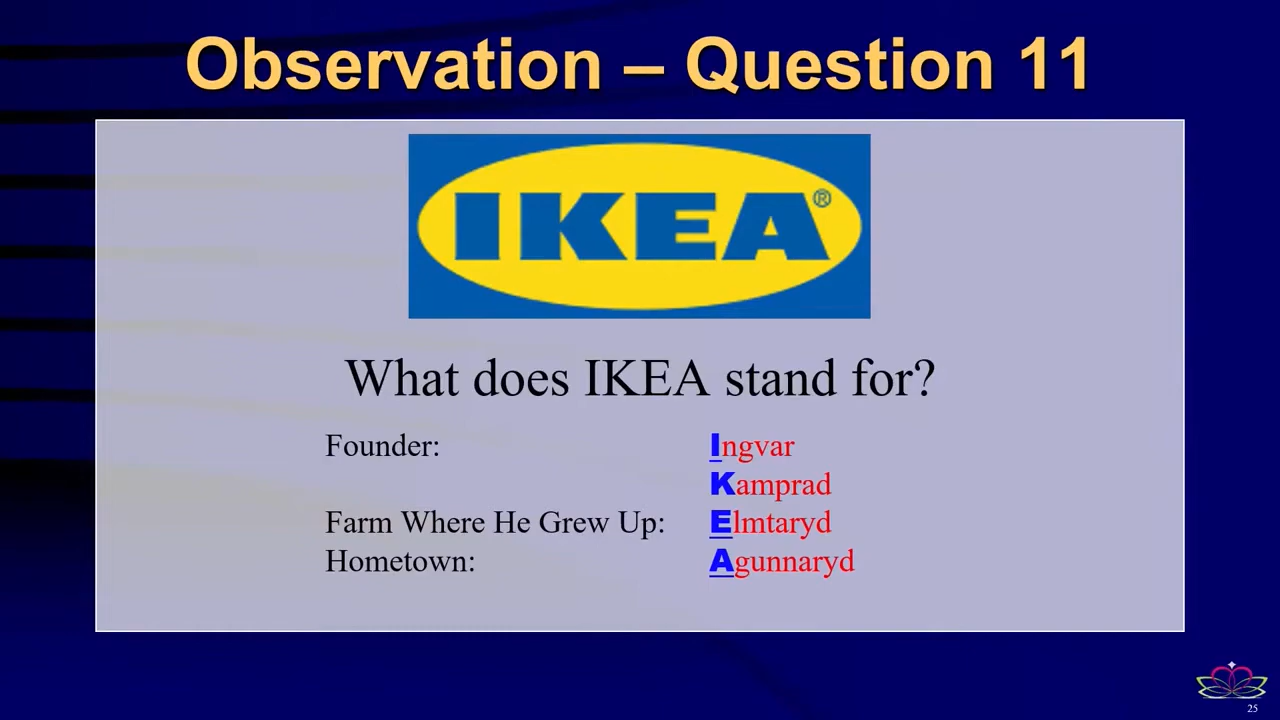 Observation – Question 11
IKEA®
What does IKEA stand for?
Founder: Ingvar
Kamprad
Farm Where He Grew Up: Elmtaryd
Hometown: Agunnaryd
25